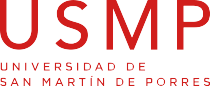 USMP
UNIVERSIDAD DE
SAN MARTÍN DE PORRES